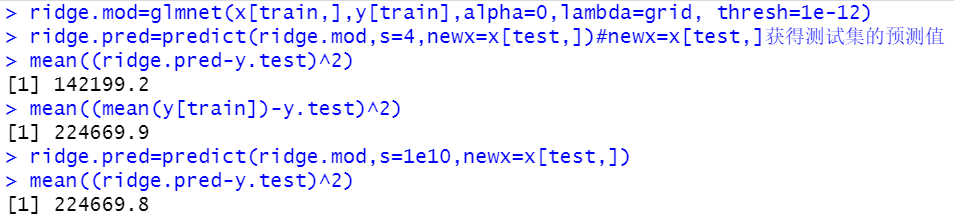 > ridge.mod=glmnet(x[train,],y[train],alpha=0,lambda=grid, thresh=1e-12)
> ridge.pred=predict(ridge.mod,s=4,newx=x[test,])#newx=x[test,]获得测试集的预测值
> mean((ridge.pred-y.test)^2)
[1] 142199.2
> mean((mean(y[train])-y.test)^2)
[1] 224669.9
> ridge.pred=predict(ridge.mod,s=1e10,newx=x[test,])
> mean((ridge.pred-y.test)^2)
[1] 224669.8